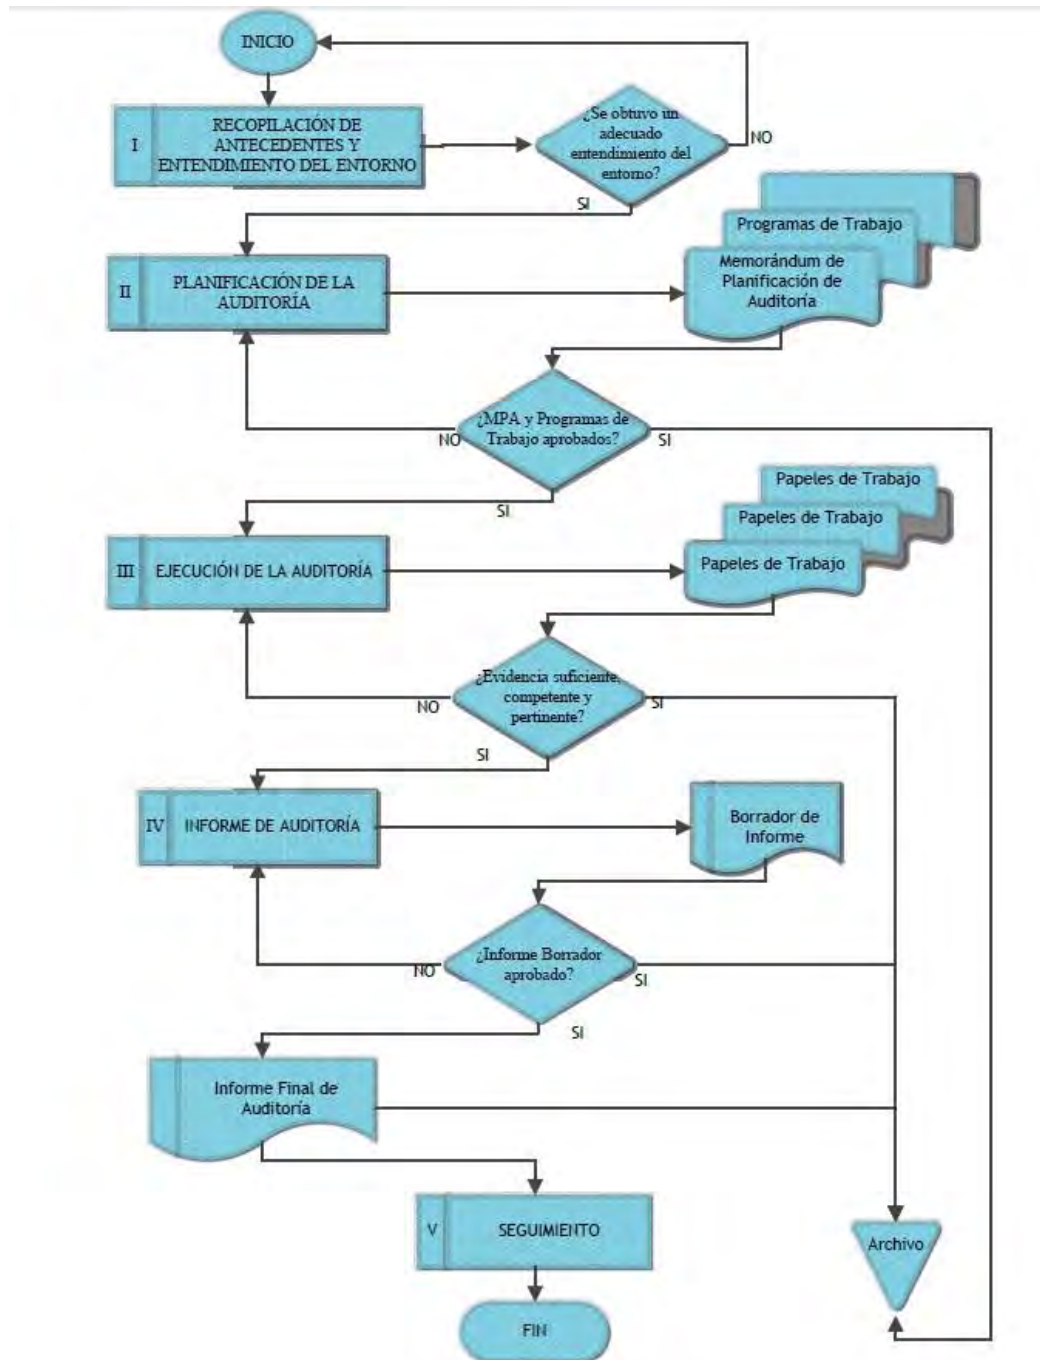 INICIO
I
RECOPILACIÓN DE
ANTECEDENTES Y
ENTENDIMIENTO DEL ENTORNO
¿Se obtuvo un
adecuado
entendimiento del
entorno?
NO
SI
II
PLANIFICACIÓN DE LA
AUDITORÍA
Programas de Trabajo
Memorándum de
Planificación de
Auditoría
¿MPA y Programas de
Trabajo aprobados?
NO
SI
SI
III
EJECUCIÓN DE LA AUDITORÍA
Papeles de Trabajo
Papeles de Trabajo
Papeles de Trabajo
¿Evidencia suficiente,
competente y
pertinente?
NO
SI
SI
IV
INFORME DE AUDITORÍA
Borrador de
Informe
¿Informe Borrador
aprobado?
NO
SI
SI
Informe Final de
Auditoría
V
SEGUIMIENTO
Archivo
FIN